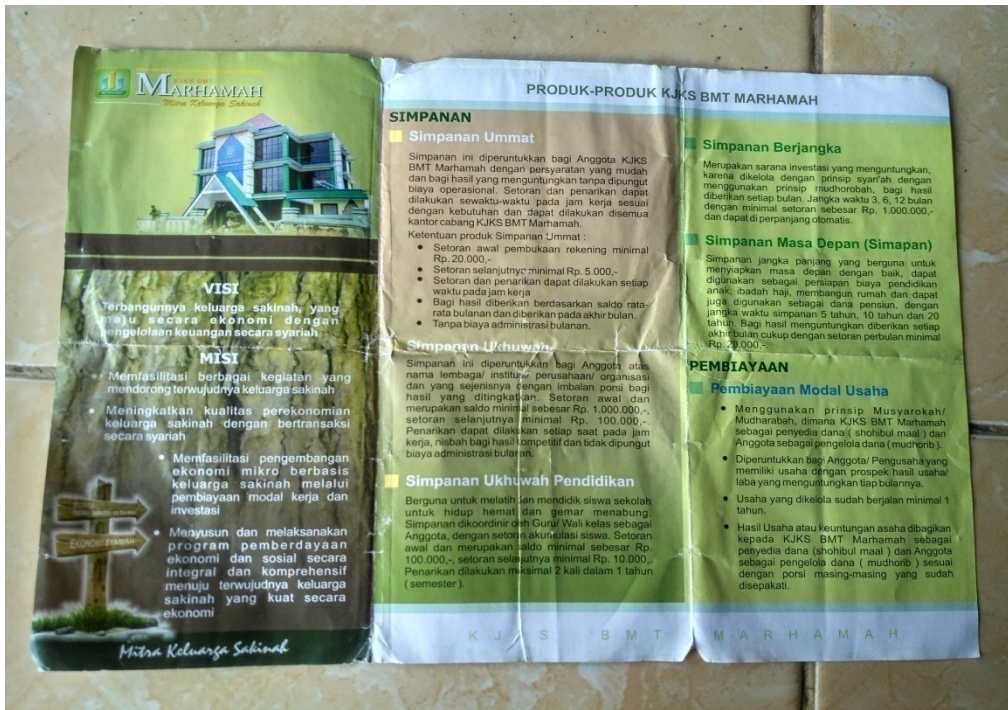 KJKS BMT
MARHAMAH
Mitra Keluarga Sakinah
VISI
Terbangunnya keluarga sakinah, yang
maju secara ekonomi dengan
pengelolaan keuangan secara syariah.
MISI
• Memfasilitasi berbagai kegiatan yang
mendorong terwujudnya keluarga sakinah
• Meningkatkan kualitas perekonomian
keluarga sakinah dengan bertransaksi
secara syariah
• Memfasilitasi pengembangan
ekonomi mikro berbasis
keluarga sakinah melalui
pembiayaan modal kerja dan
investasi
• Menyusun dan melaksanakan
program pemberdayaan
ekonomi dan sosial secara
integral dan komprehensif
menuju terwujudnya keluarga
sakinah yang kuat secara
ekonomi
EKONOMI SYARIAH
Mitra Keluarga Sakinah
PRODUK-PRODUK KJKS BMT MARHAMAH
SIMPANAN
Simpanan Ummat
Simpanan ini diperuntukkan bagi Anggota KJKS
BMT Marhamah dengan persyaratan yang mudah
dan bagi hasil yang menguntungkan tanpa dipungut
biaya operasional. Setoran dan penarikan dapat
dilakukan sewaktu-waktu pada jam kerja sesuai
dengan kebutuhan dan dapat dilakukan disemua
kantor cabang KJKS BMT Marhamah.
Ketentuan produk Simpanan Ummat :
• Setoran awal pembukaan rekening minimal
Rp. 20.000,-
• Setoran selanjutnya minimal Rp. 5.000,-
• Setoran dan penarikan dapat dilakukan setiap
waktu pada jam kerja
• Bagi hasil diberikan berdasarkan saldo rata-
rata bulanan dan diberikan pada akhir bulan.
• Tanpa biaya administrasi bulanan.
Simpanan Ukhuwah
Simpanan ini diperuntukan bagi Anggota atas
nama lembaga/ institusi perusahaan/ organisasi
dan yang sejenisnya dengan imbalan porsi bagi
hasil yang ditingkatkan. Setoran awal dan
merupakan saldo minimal sebesar Rp. 1.000.000,-,
setoran selanjutnya minimal Rp. 100.000,-.
Penarikan dapat dilakukan setiap saat pada jam
kerja, nisbah bagi hasil kompetitif dan tidak dipungut
biaya administrasi bulanan.
Simpanan Ukhuwah Pendidikan
Berguna untuk melatih dan mendidik siswa sekolah
untuk hidup hemat dan gemar menabung.
Simpanan dikoordinir oleh Guru/ Wali kelas sebagai
Anggota, dengan setorin akumulasi siswa. Setoran
awal dan merupakan saldo minimal sebesar Rp.
100.000,-, setoran selanjutnya minimal Rp. 10.000,.
Penarikan dilakukan maksimal 2 kali dalam 1 tahun
( semester ).
Simpanan Berjangka
Merupakan sarana investasi yang menguntungkan,
karena dikelola dengan prinsip syari'ah dengan
menggunakan prinsip mudhorobah, bagi hasil
diberikan setiap bulan. Jangka waktu 3, 6, 12 bulan
dengan minimal setoran sebesar Rp. 1.000.000,-
dan dapat di perpanjang otomatis.
Simpanan Masa Depan (Simapan)
Simpanan jangka panjang yang berguna untuk
menyiapkan masa depan dengan baik, dapat
digunakan sebagai persiapan biaya pendidikan
anak, ibadah haji, membangun rumah dan dapat
juga digunakan sebagai dana pensiun, dengan
jangka waktu simpanan 5 tahun, 10 tahun dan 20
tahun. Bagi hasil menguntungkan diberikan setiap
akhir bulan cukup dengan setoran perbulan minimal
Rp. 20.000,-
PEMBIAYAAN
Pembiayaan Modal Usaha
• Menggunakan prinsip Musyarokah/
Mudharabah, dimana KJKS BMT Marhamah
sebagai penyedia dana ( shohibul maal ) dan
Anggota sebagai pengelola dana ( mudhorib ).
• Diperuntukkan bagi Anggota/ Pengusaha yang
memiliki usaha dengan prospek hasil usaha/
laba yang menguntungkan tiap bulannya.
• Usaha yang dikelola sudah berjalan minimal 1
tahun.
• Hasil Usaha atau keuntungan asaha dibagikan
kepada KJKS BMT Marhamah sebagai
penyedia dana (shohibul maal ) dan Anggota
sebagai pengelola dana ( mudhorib ) sesuai
dengan porsi masing-masing yang sudah
disepakati.
KJKS BMT MARHAMAH